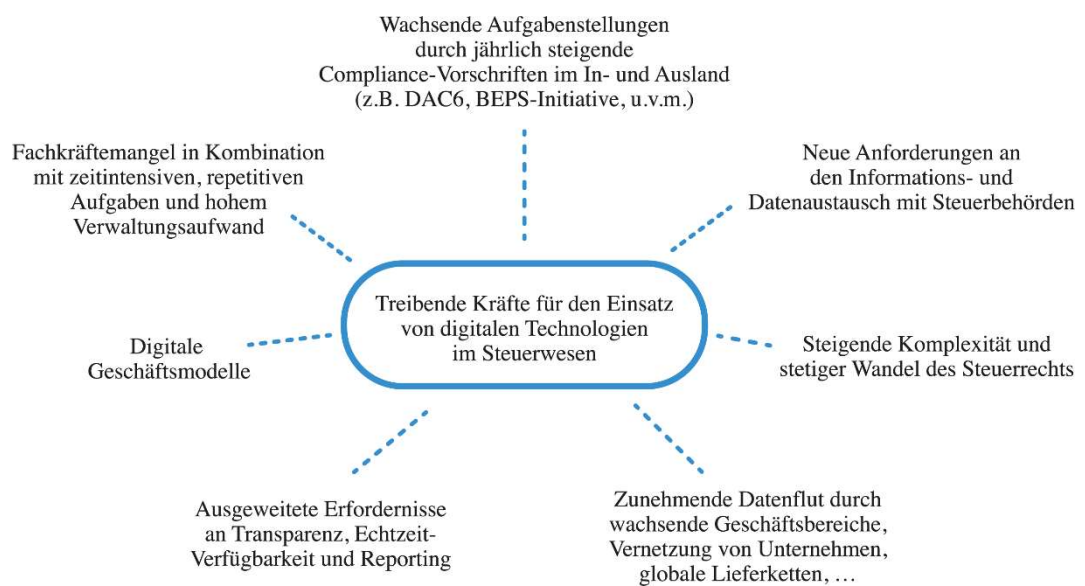 Wachsende Aufgabenstellungen
durch jährlich steigende
Compliance-Vorschriften im In- und Ausland
(z.B. DAC6, BEPS-Initiative, u.v.m.)
Fachkräftemangel in Kombination
mit zeitintensiven, repetitiven
Aufgaben und hohem
Verwaltungsaufwand
Neue Anforderungen an
den Informations- und
Datenaustausch mit Steuerbehörden
Treibende Kräfte für den Einsatz
von digitalen Technologien
im Steuerwesen
Digitale
Geschäftsmodelle
Steigende Komplexität und
stetiger Wandel des Steuerrechts
Ausgeweitete Erfordernisse
an Transparenz, Echtzeit-
Verfügbarkeit und Reporting
Zunehmende Datenflut durch
wachsende Geschäftsbereiche,
Vernetzung von Unternehmen,
globale Lieferketten, …